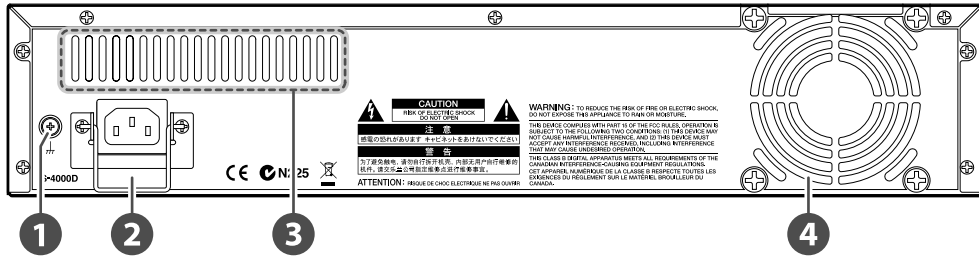 CAUTION
RISK OF ELECTRIC SHOCK
DO NOT OPEN
注 意
感電の恐れがあります キャビネットをあけないでください
警 告
为了避免触电,请勿自行拆开机壳,内部无用户自行维修的
机件。请交乐兰公司指定维修点进行维修事宜。
ATTENTION: RISQUE DE CHOC ELECTRIQUE NE PAS OUVRIR
WARNING: TO REDUCE THE RISK OF FIRE OR ELECTRIC SHOCK,
DO NOT EXPOSE THIS APPLIANCE TO RAIN OR MOISTURE.
THIS DEVICE COMPLIES WITH PART 15 OF THE FCC RULES, OPERATION IS
SUBJECT TO THE FOLLOWING TWO CONDITIONS: (1) THIS DEVICE MAY
NOT CAUSE HARMFUL INTERFERENCE, AND (2) THIS DEVICE MUST
ACCEPT ANY INTERFERENCE RECEIVED, INCLUDING INTERFERENCE
THAT MAY CAUSE UNDESIRED OPERATION.
THIS CLASS B DIGITAL APPARATUS MEETS ALL REQUIREMENTS OF THE
CANADIAN INTERFERENCE-CAUSING EQUIPMENT REGULATIONS.
CET APPAREIL NUMÉRIQUE DE LA CLASSE B RESPECTE TOUTES LES
EXIGENCES DU RÈGLEMENT SUR LE MATÉRIEL BROUILLEUR DU
CANADA.
-4000D
CE N225
1 2 3 4